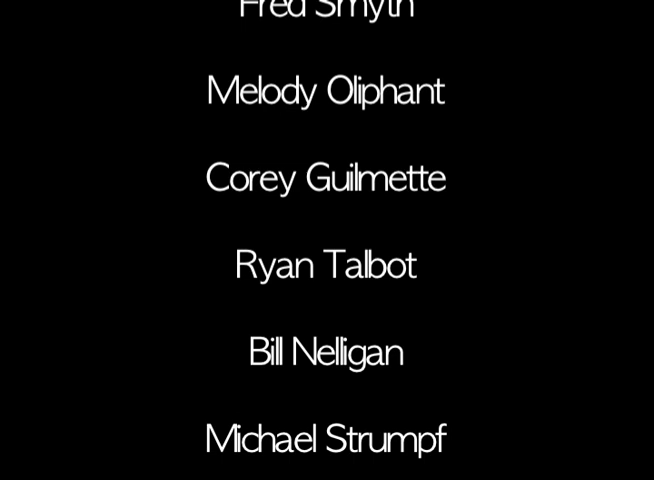 Fred Smyth
Melody Oliphant
Corey Guilmette
Ryan Talbot
Bill Nelligan
Michael Strumpf